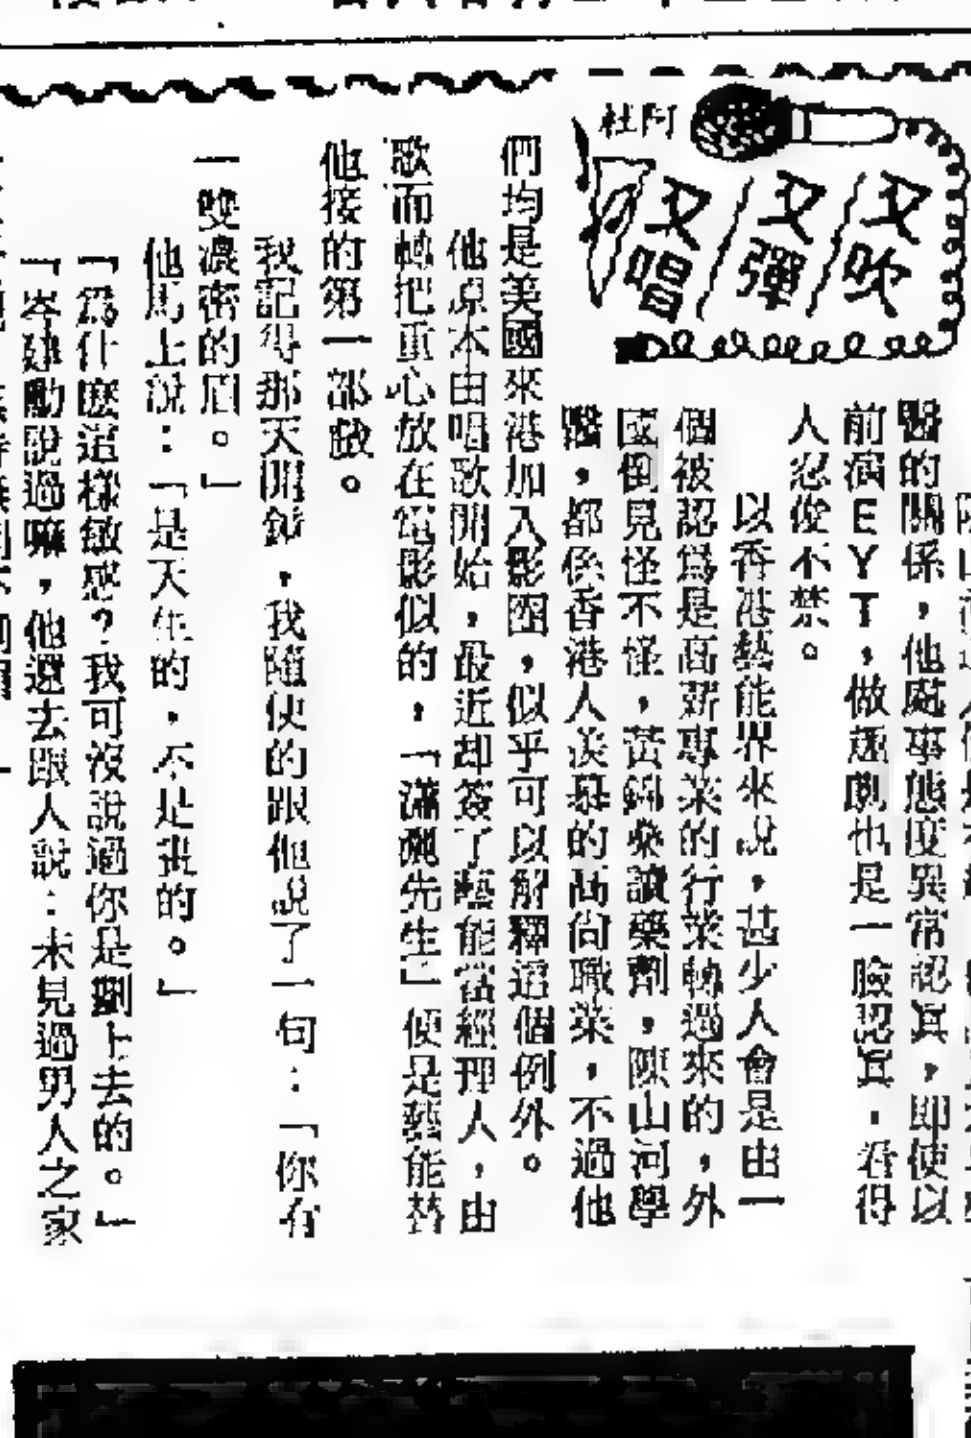 阿杜
又吹
又彈
又唱
醫的關係，他處事態度異常認真，即使以
前演EYT，做趣劇也是一臉認真，看得
人忍俊不禁。
以香港藝能界來說，甚少人會是由一
個被認為是高薪專業的行業轉過來的，外
國倒見怪不怪，黃錦燊讀藥劑，陳山河學
醫，都係香港人羨慕的高尚職業，不過他
們均是美國來港加入影圈，似乎可以解釋這個例外。
他原本由唱歌開始，最近却簽了藝能當經理人，由
歌而轉把重心放在電影似的，「瀟灑先生」便是藝能替
他接的第一部戲。
我記得那天開鏡，我隨便的跟他說了一句：「你有
一雙濃密的眉。」
他馬上說：「是天生的，不是畫的。」
「為什麼這樣敏感？我可沒說過你是劃上去的。」
「岑建勳說過嘛，他還去跟人說：未見過男人之家